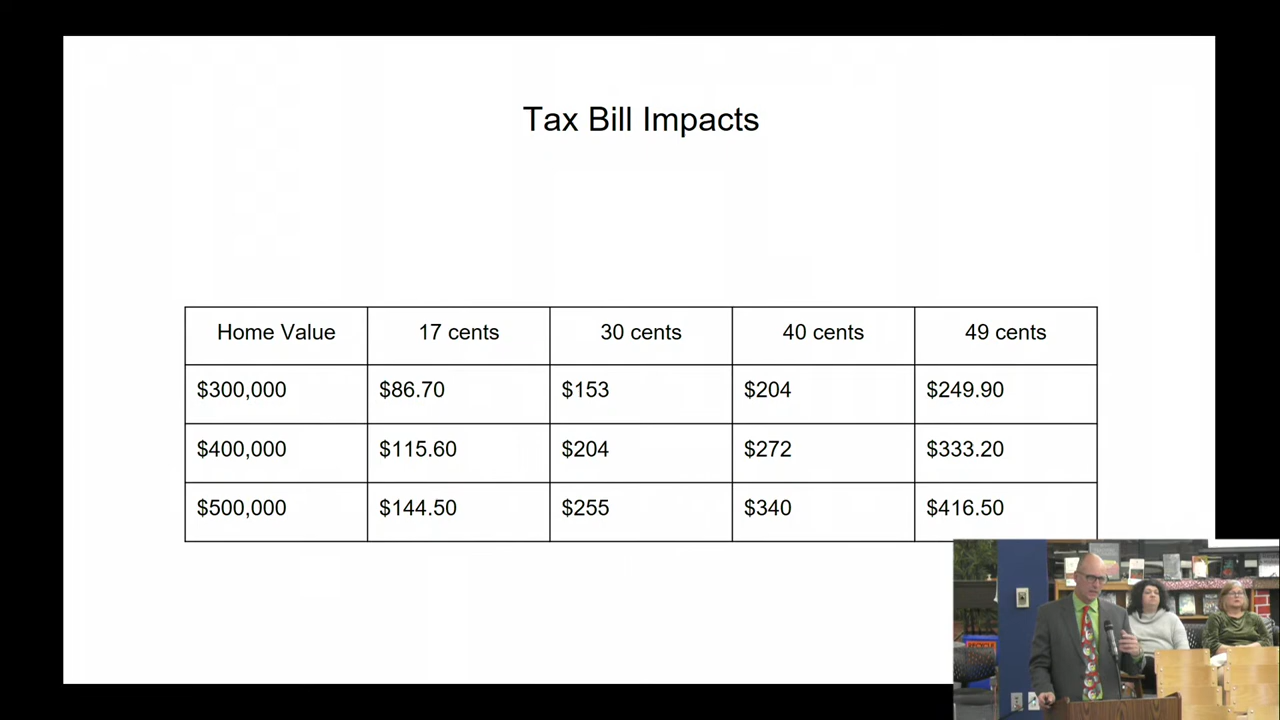 Tax Bill Impacts
Home Value 17 cents 30 cents 40 cents 49 cents
$300,000 $86.70 $153 $204 $249.90
$400,000 $115.60 $204 $272 $333.20
$500,000 $144.50 $255 $340 $416.50